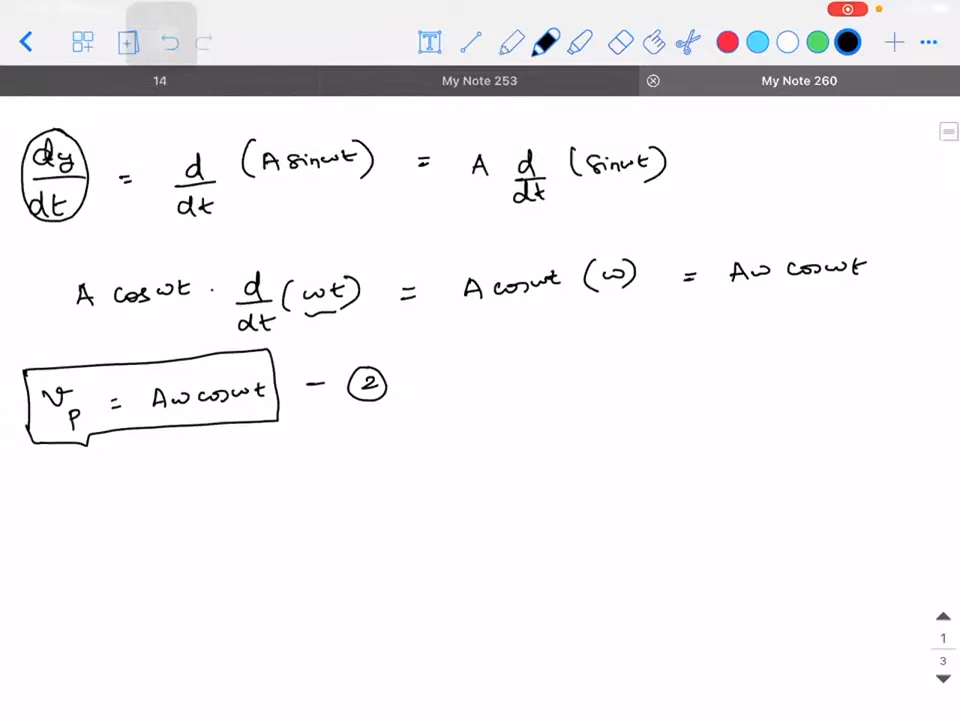 14 My Note 253 My Note 260
dy/dt = d/dt (A sinωt) = A d/dt (sinωt)
A cosωt · d/dt (ωt) = A cosωt (ω) = Aω cosωt
v_p = Aω cosωt - ②
1
3